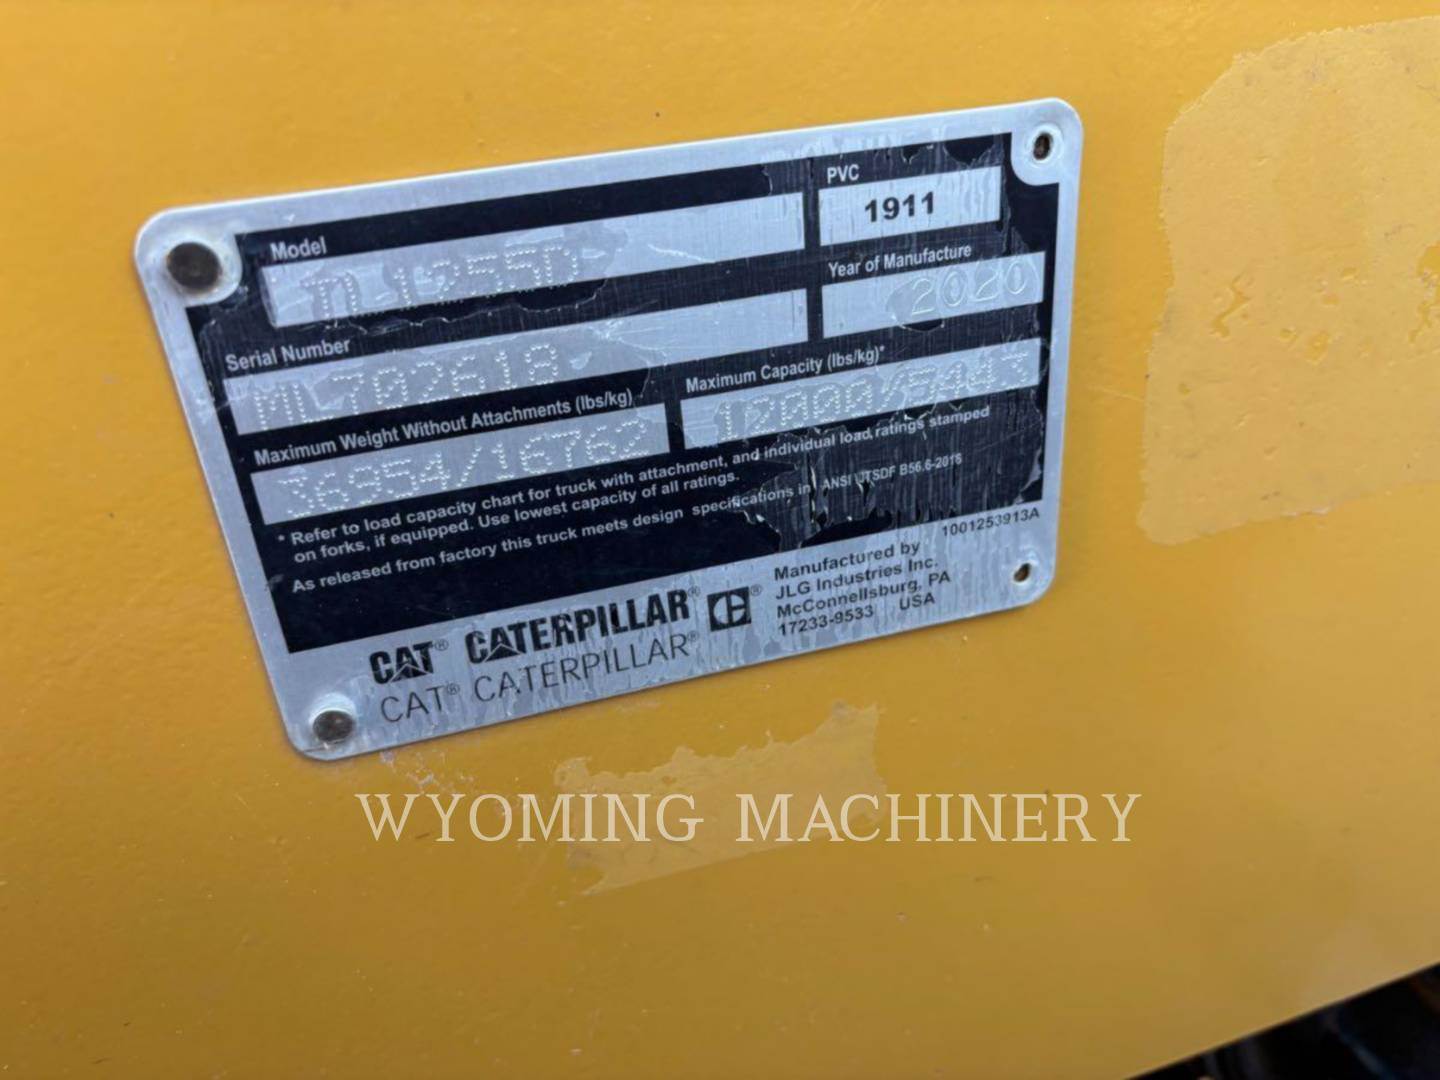 Model
TL1255D
PVC
1911
Serial Number
ML702618
Year of Manufacture
2020
Maximum Weight Without Attachments (lbs/kg)
36954/16762
Maximum Capacity (lbs/kg)*
12000/5443
* Refer to load capacity chart for truck with attachment, and individual load ratings stamped
on forks, if equipped. Use lowest capacity of all ratings.
As released from factory this truck meets design specifications in ANSI ITSDF B56.6-2016
1001253913A
CAT® CATERPILLAR® ®
CAT® CATERPILLAR®
Manufactured by
JLG Industries Inc.
McConnellsburg, PA
17233-9533 USA
WYOMING MACHINERY